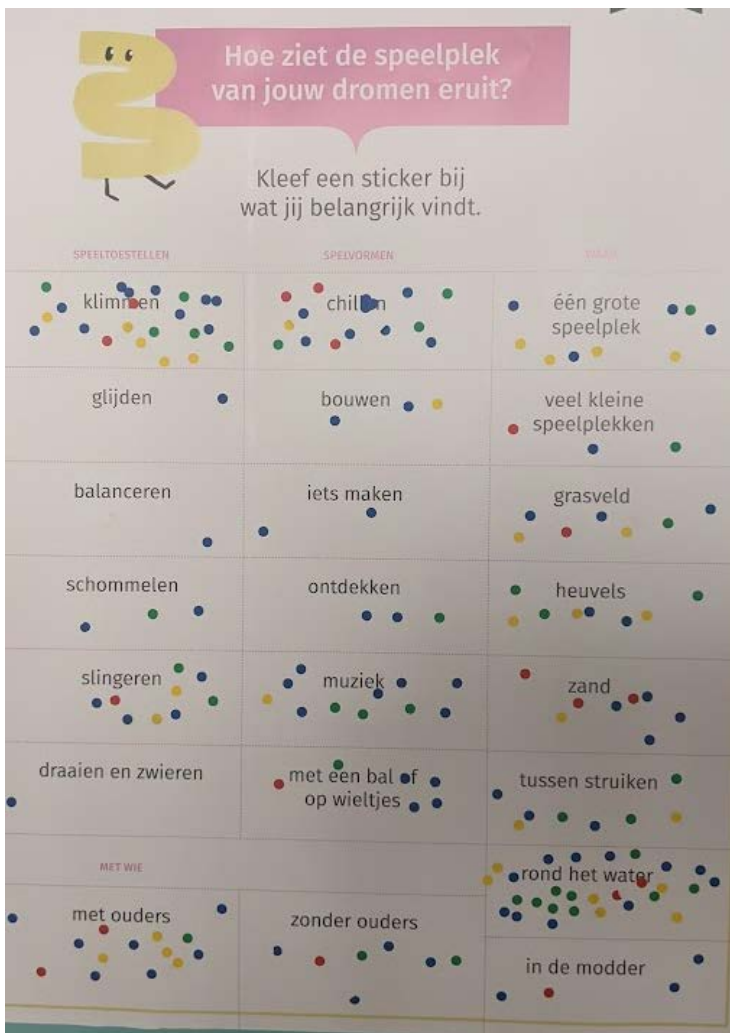 Hoe ziet de speelplek
van jouw dromen eruit?
Kleef een sticker bij
wat jij belangrijk vindt.
SPEELTOESTELLEN
SPELVORMEN
WAAR
klimmen
chillen
één grote
speelplek
glijden
bouwen
veel kleine
speelplekken
balanceren
iets maken
grasveld
schommelen
ontdekken
heuvels
slingeren
muziek
zand
draaien en zwieren
met een bal of
op wieltjes
tussen struiken
MET WIE
rond het water
met ouders
zonder ouders
in de modder